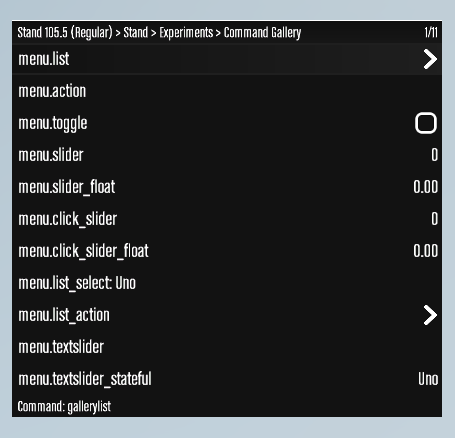 Stand 105.5 (Regular) > Stand > Experiments > Command Gallery 1/11
menu.list
menu.action
menu.toggle
menu.slider 0
menu.slider_float 0.00
menu.click_slider 0
menu.click_slider_float 0.00
menu.list_select: Uno
menu.list_action
menu.textslider
menu.textslider_stateful Uno
Command: gallerylist